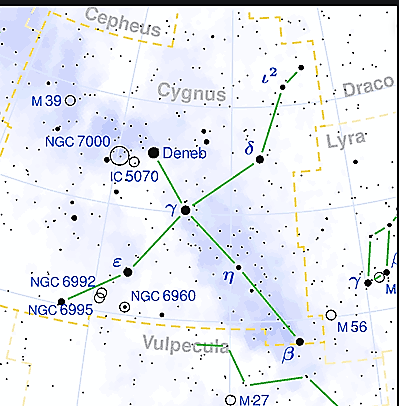 Cepheus
Cygnus
ι²
Draco
M 39
NGC 7000
Deneb
δ
Lyra
IC 5070
γ
ε
η
NGC 6992
NGC 6960
NGC 6995
γ
β
M
M 56
Vulpecula
β
M 27